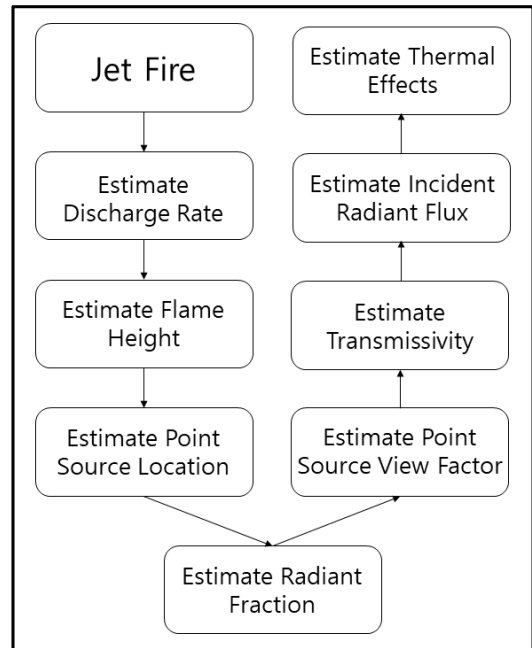 Jet Fire
Estimate
Discharge Rate
Estimate Flame
Height
Estimate Point
Source Location
Estimate Radiant
Fraction
Estimate Point
Source View Factor
Estimate
Transmissivity
Estimate Incident
Radiant Flux
Estimate Thermal
Effects